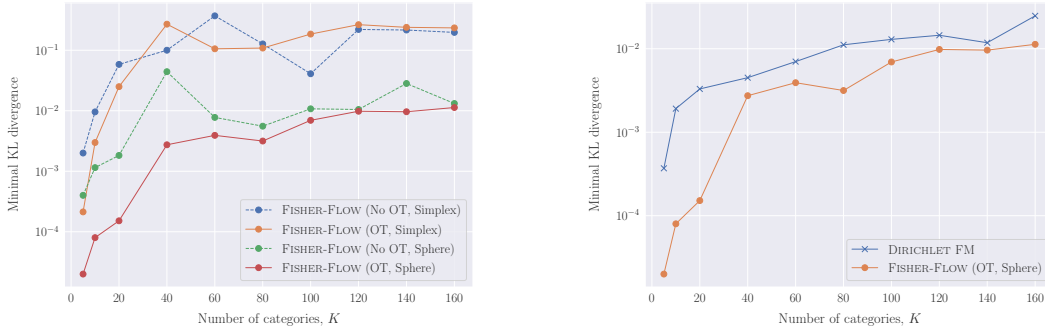 Minimal KL divergence
10⁻¹
10⁻²
10⁻³
10⁻⁴
FISHER-FLOW (No OT, Simplex)
FISHER-FLOW (OT, Simplex)
FISHER-FLOW (No OT, Sphere)
FISHER-FLOW (OT, Sphere)
0 20 40 60 80 100 120 140 160
Number of categories, K
Minimal KL divergence
10⁻²
10⁻³
10⁻⁴
DIRICHLET FM
FISHER-FLOW (OT, Sphere)
0 20 40 60 80 100 120 140 160
Number of categories, K